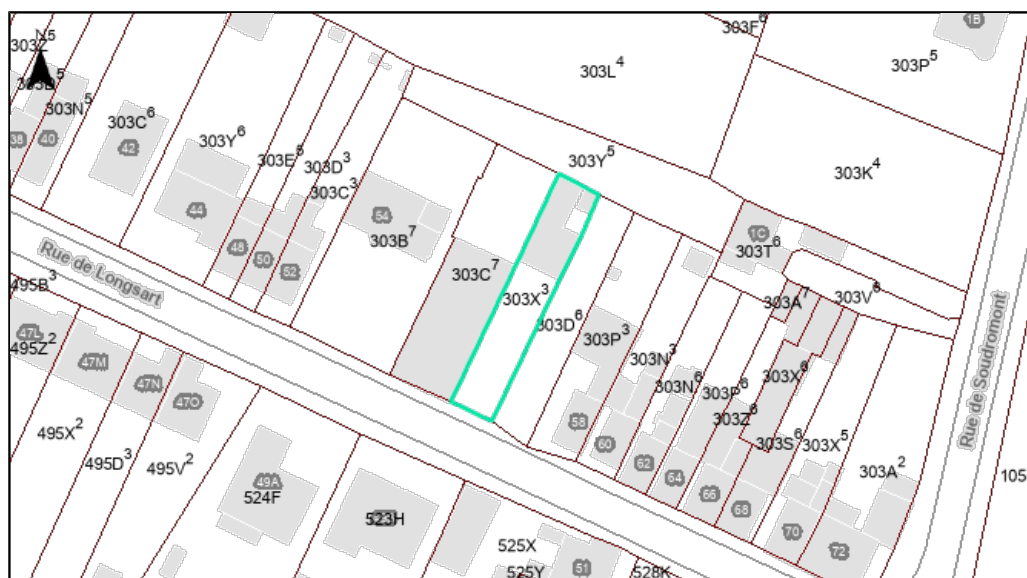 N
303Z⁵
303D⁵
303N⁵
38
40
303C⁶
42
303Y⁶
44
303E⁵
303D³
303C³
48
50
52
54
303B⁷
303C⁷
303L⁴
303F⁶
303P⁵
1B
303Y⁵
303K⁴
1C
303T⁶
303X³
303D⁶
303P³
303N³
303N⁶
303P⁶
303Z⁶
303A⁷
303V⁶
303X⁶
303S⁶
303X⁵
303A²
58
60
62
64
66
68
70
72
Rue de Longsart
Rue de Soudromont
495B³
47L
495Z²
47M
47N
47O
495X²
495D³
495V²
49A
524F
523H
525X
525Y
51
528K
105